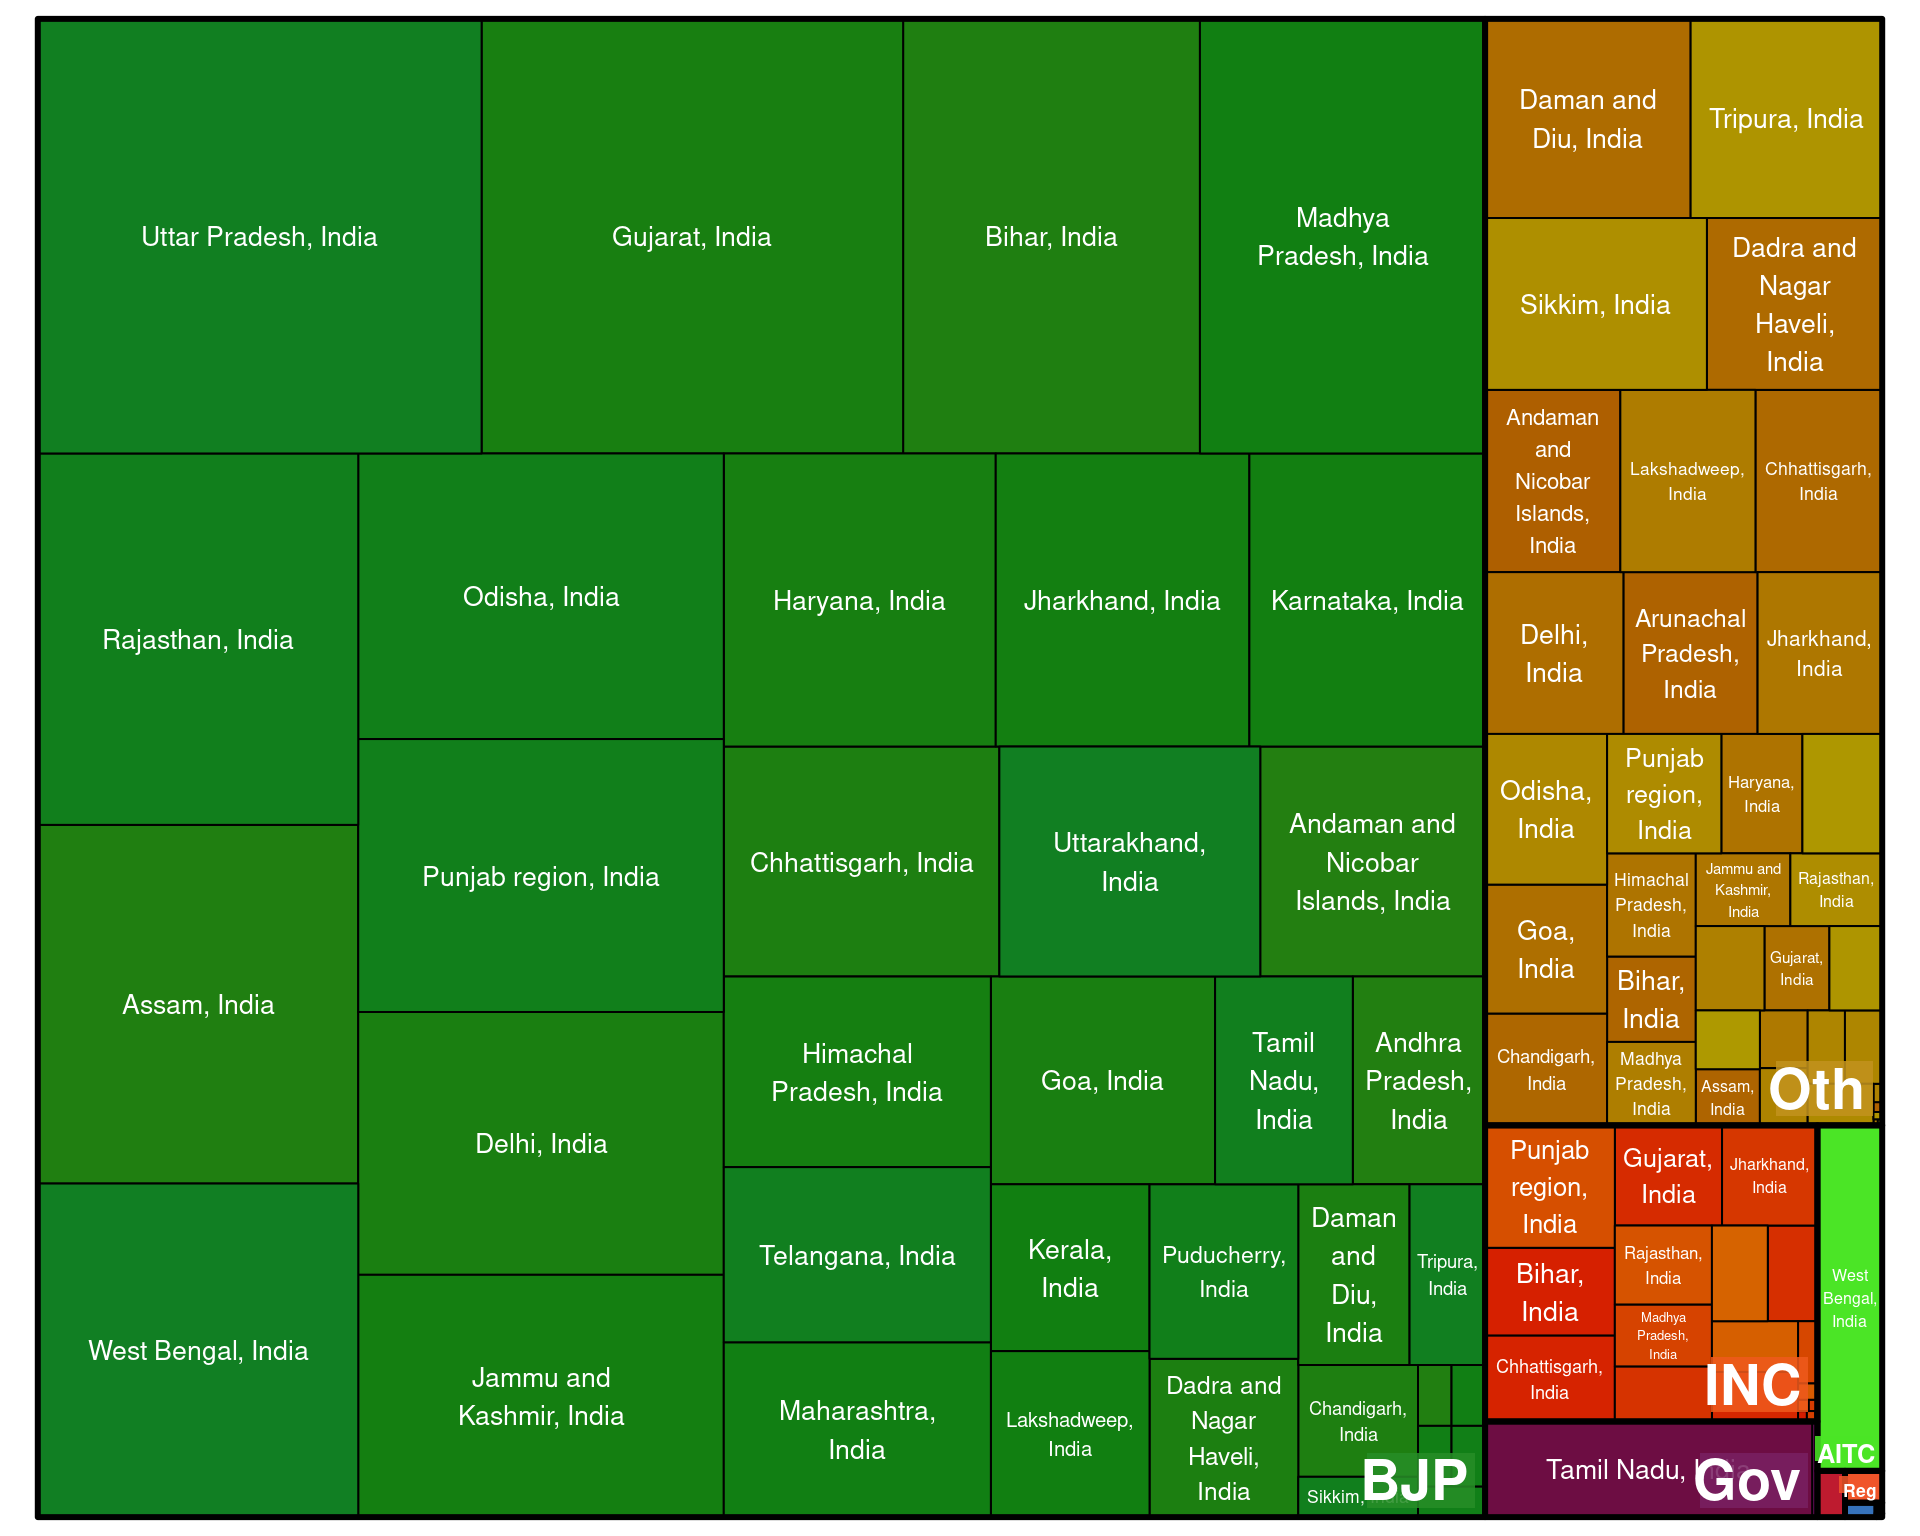 Uttar Pradesh, India
Gujarat, India
Bihar, India
Madhya
Pradesh, India
Rajasthan, India
Odisha, India
Haryana, India
Jharkhand, India
Karnataka, India
Punjab region, India
Chhattisgarh, India
Uttarakhand,
India
Andaman and
Nicobar
Islands, India
Assam, India
Delhi, India
Himachal
Pradesh, India
Goa, India
Tamil
Nadu,
India
Andhra
Pradesh,
India
West Bengal, India
Jammu and
Kashmir, India
Telangana, India
Maharashtra,
India
Kerala,
India
Puducherry,
India
Daman
and
Diu,
India
Tripura,
India
Lakshadweep,
India
Dadra and
Nagar
Haveli,
India
Chandigarh,
India
Sikkim, India
BJP
Daman and
Diu, India
Tripura, India
Sikkim, India
Dadra and
Nagar
Haveli,
India
Andaman
and
Nicobar
Islands,
India
Lakshadweep,
India
Chhattisgarh,
India
Delhi,
India
Arunachal
Pradesh,
India
Jharkhand,
India
Odisha,
India
Punjab
region,
India
Haryana,
India
Himachal
Pradesh,
India
Jammu and
Kashmir,
India
Rajasthan,
India
Goa,
India
Bihar,
India
Gujarat,
India
Chandigarh,
India
Madhya
Pradesh,
India
Assam,
India
Oth
Punjab
region,
India
Gujarat,
India
Jharkhand,
India
Bihar,
India
Rajasthan,
India
Madhya
Pradesh,
India
Chhattisgarh,
India
INC
West
Bengal,
India
AITC
Tamil Nadu, India
Gov
Reg